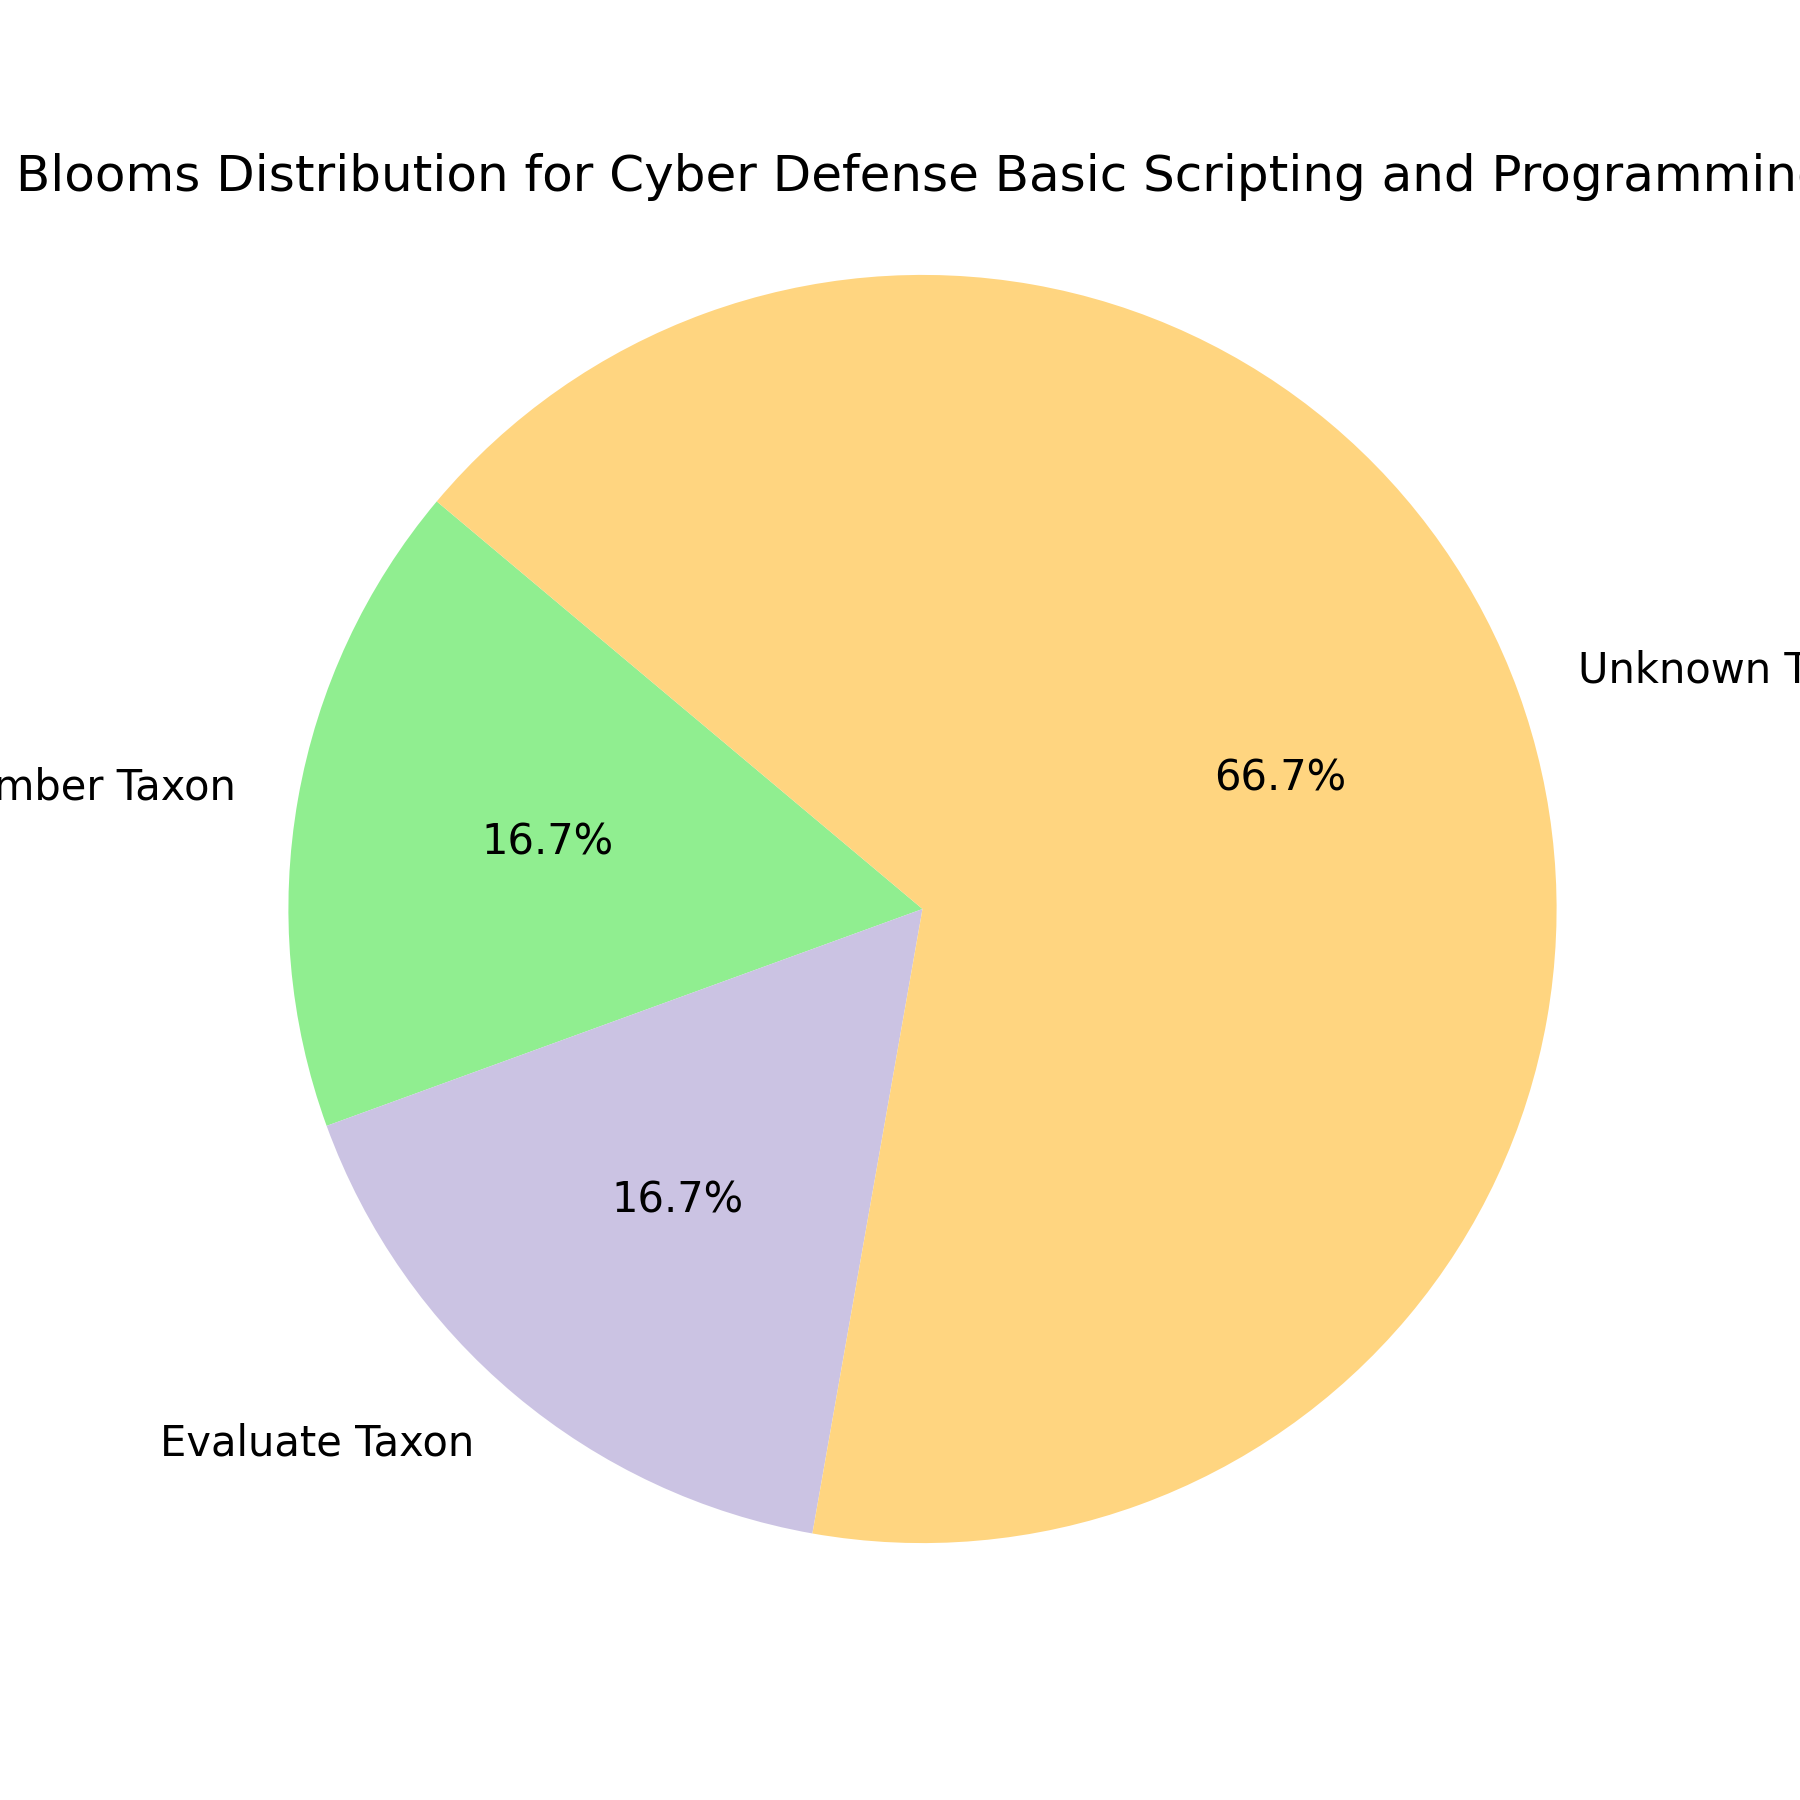 Blooms Distribution for Cyber Defense Basic Scripting and Programmin
Unknown T
66.7%
mber Taxon
16.7%
16.7%
Evaluate Taxon